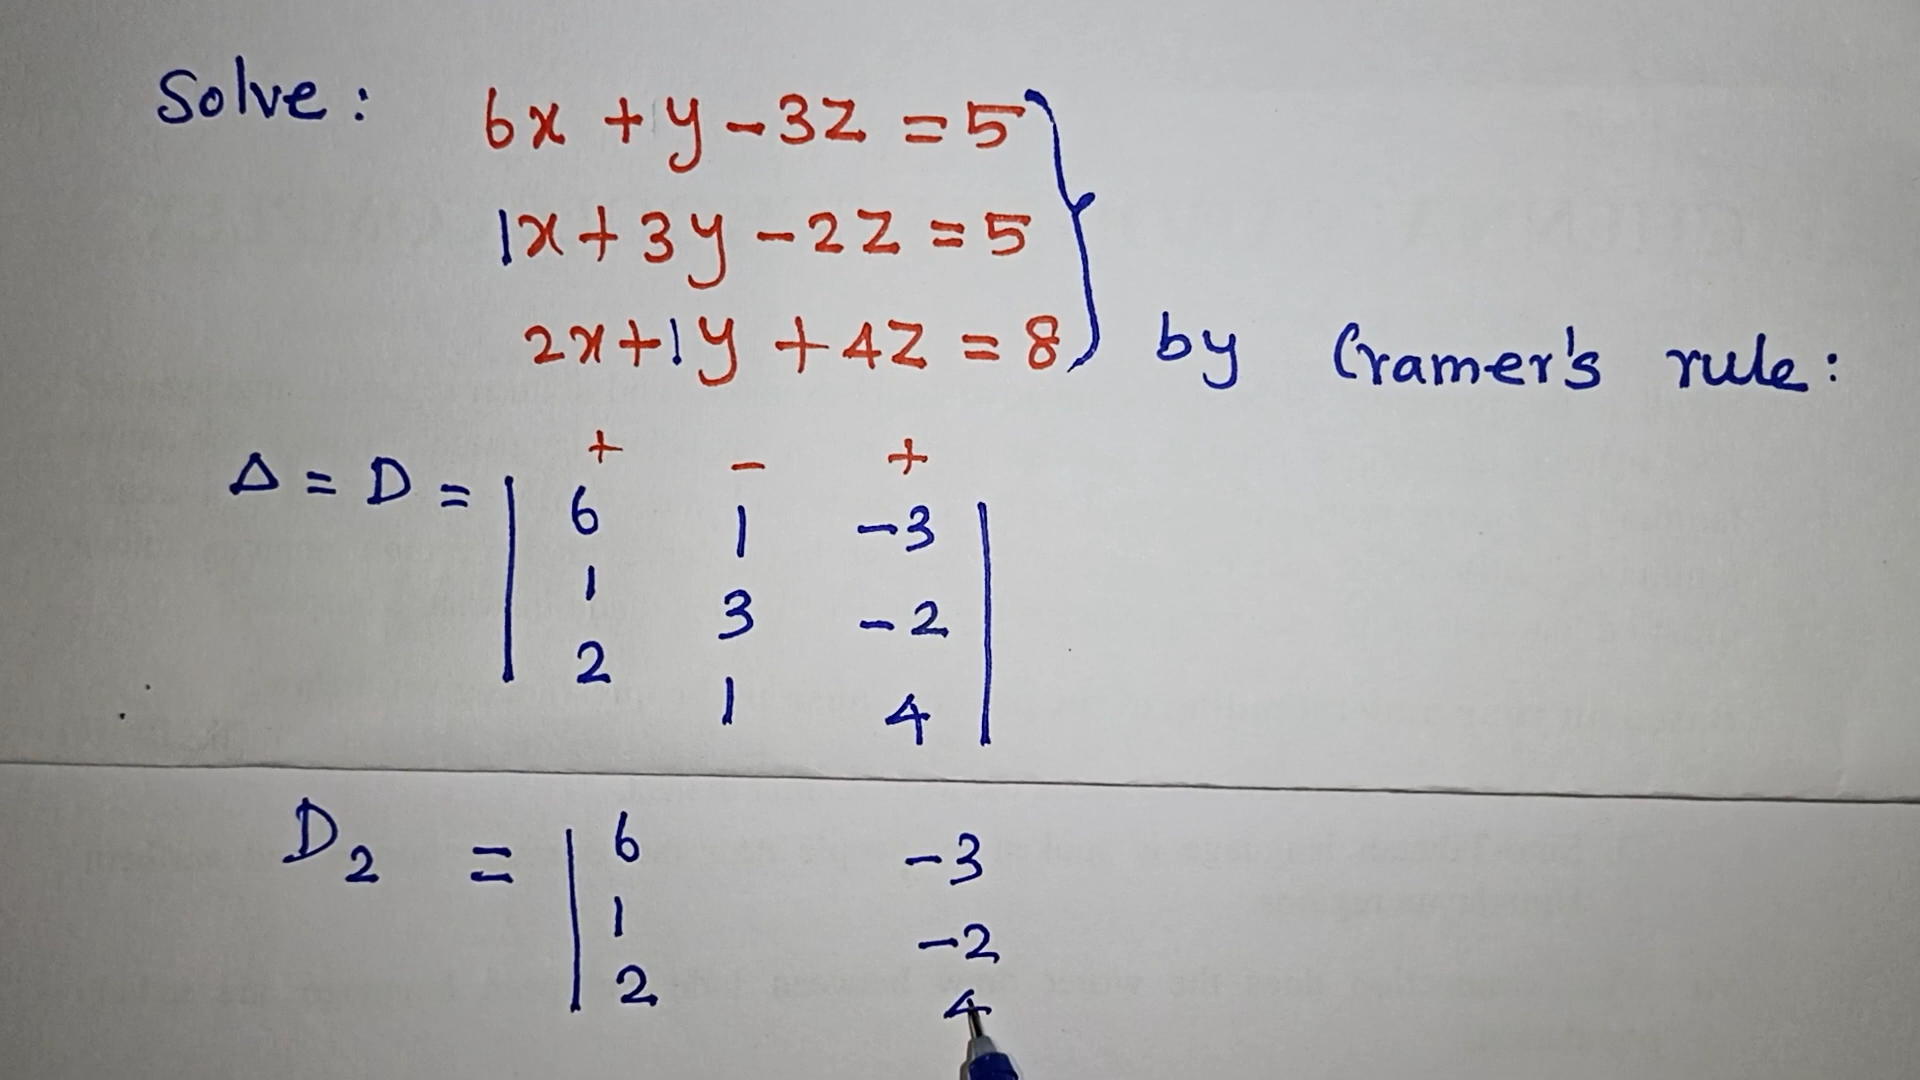 Solve: 6x + y - 3z = 5
1x + 3y - 2z = 5
2x + 1y + 4z = 8 by Cramer's rule:
+ - +
Δ = D = | 6 1 -3 |
1 3 -2
2 1 4
D₂ = | 6 -3
1 -2
2 4